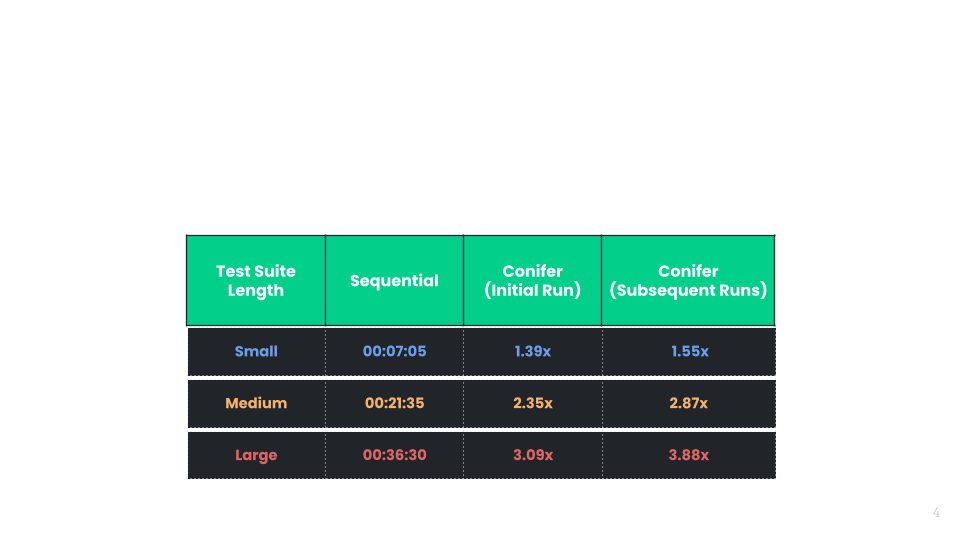 Test Suite
Length
Sequential
Conifer
(Initial Run)
Conifer
(Subsequent Runs)
Small 00:07:05 1.39x 1.55x
Medium 00:21:35 2.35x 2.87x
Large 00:36:30 3.09x 3.88x
4